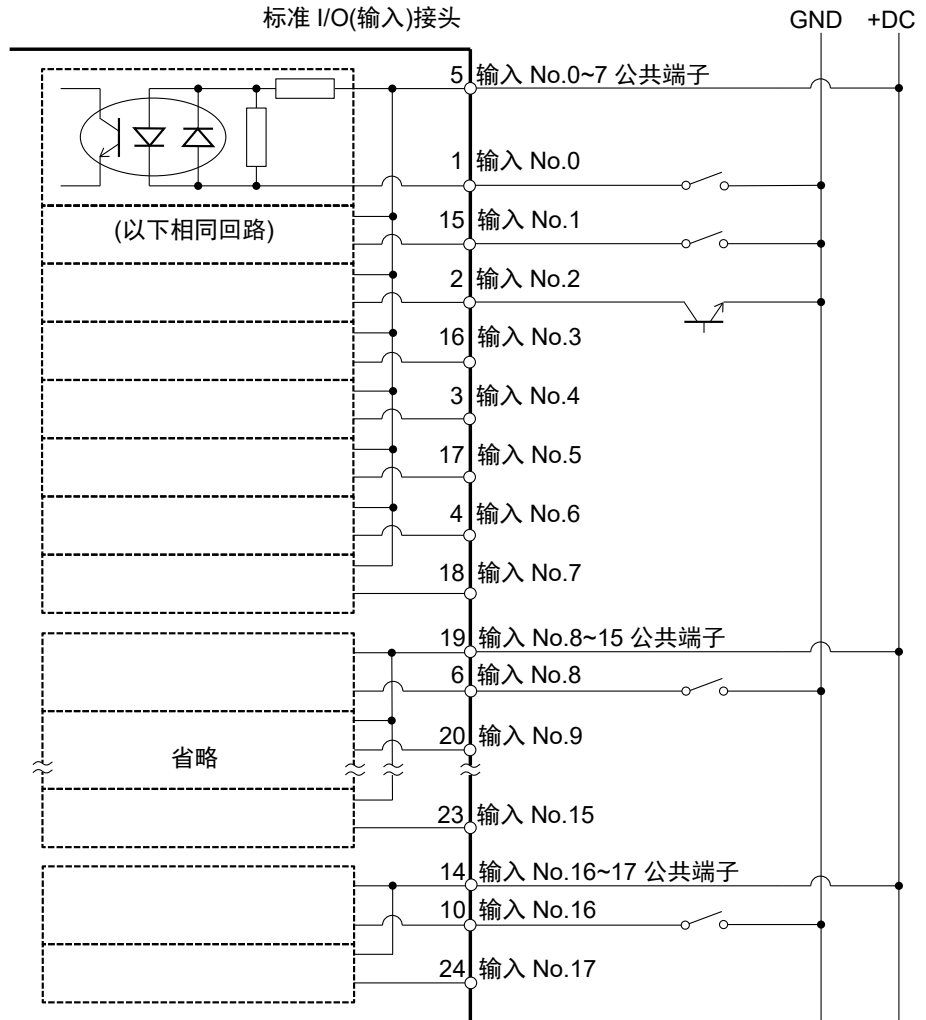 标准 I/O(输入)接头
GND +DC
5 输入 No.0~7 公共端子
1 输入 No.0
(以下相同回路)
15 输入 No.1
2 输入 No.2
16 输入 No.3
3 输入 No.4
17 输入 No.5
4 输入 No.6
18 输入 No.7
19 输入 No.8~15 公共端子
6 输入 No.8
20 输入 No.9
省略
23 输入 No.15
14 输入 No.16~17 公共端子
10 输入 No.16
24 输入 No.17